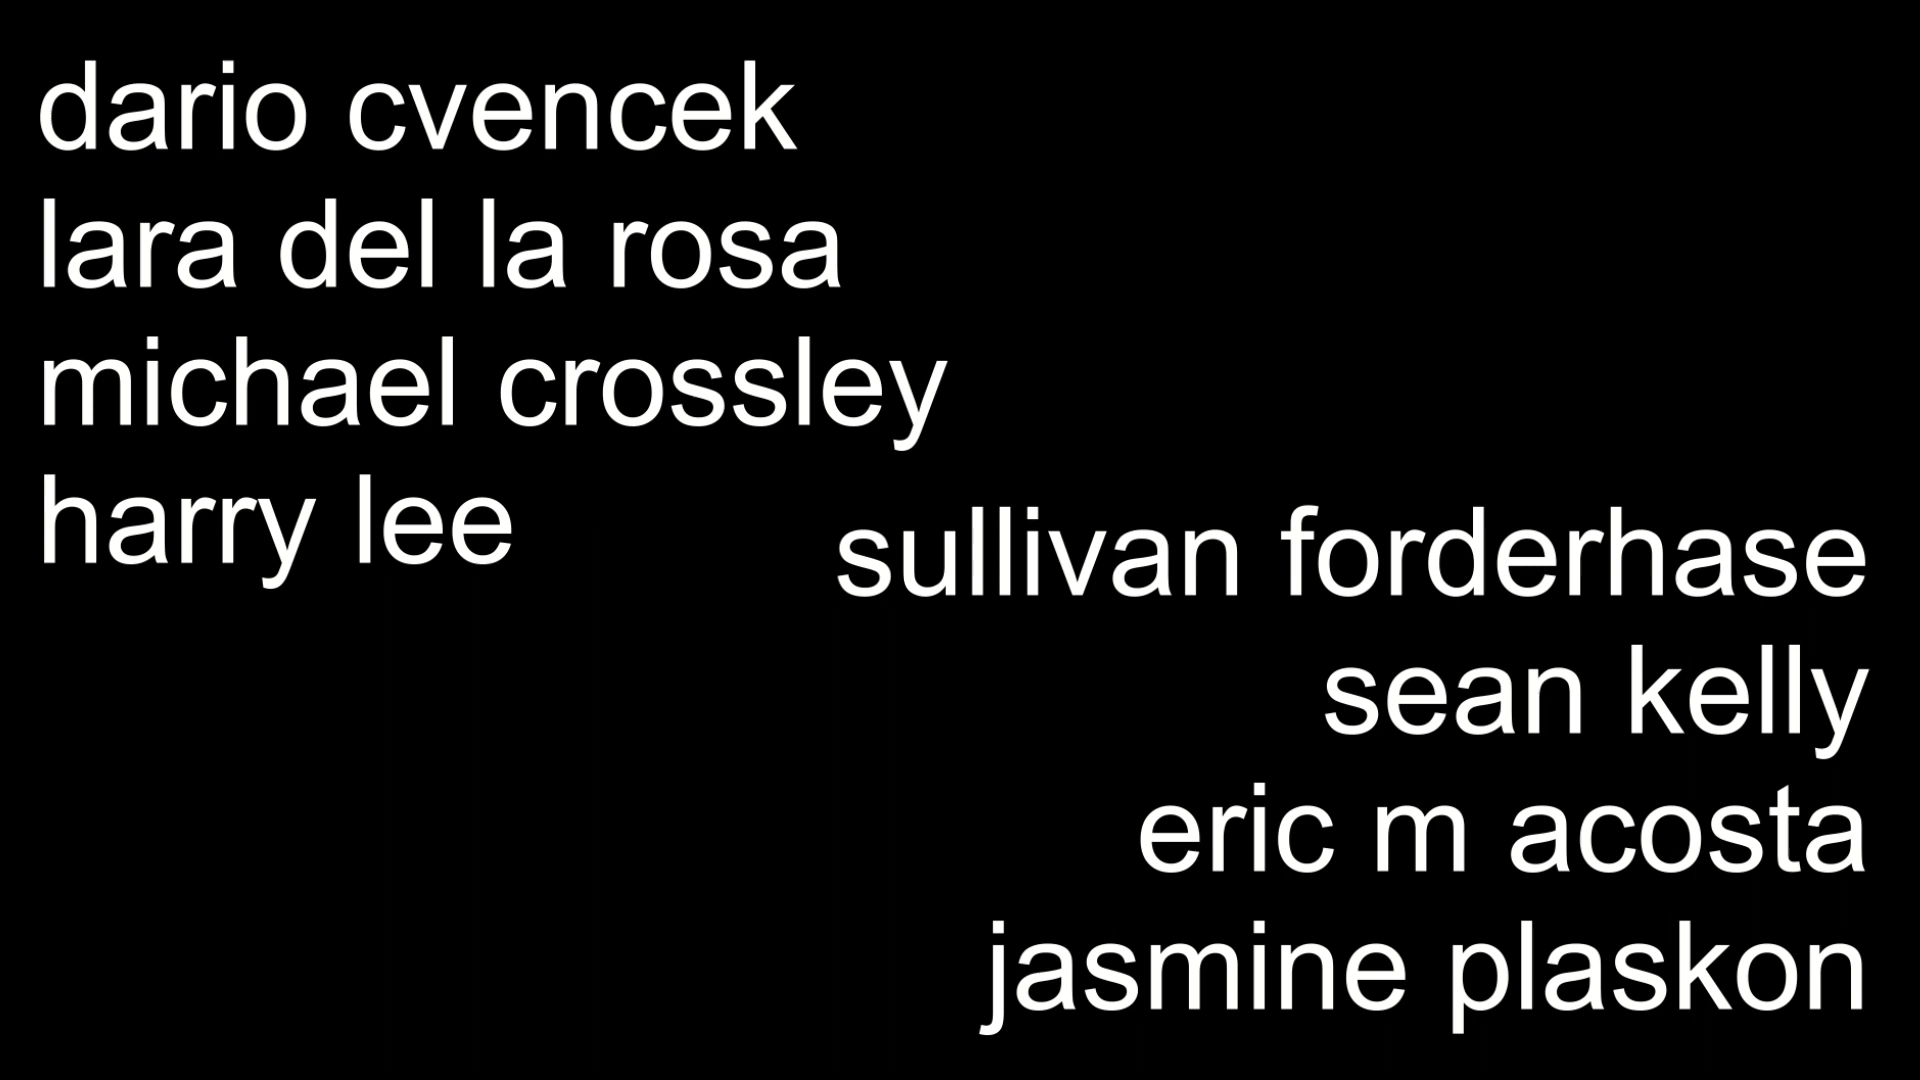 dario cvencek
lara del la rosa
michael crossley
harry lee
sullivan forderhase
sean kelly
eric m acosta
jasmine plaskon